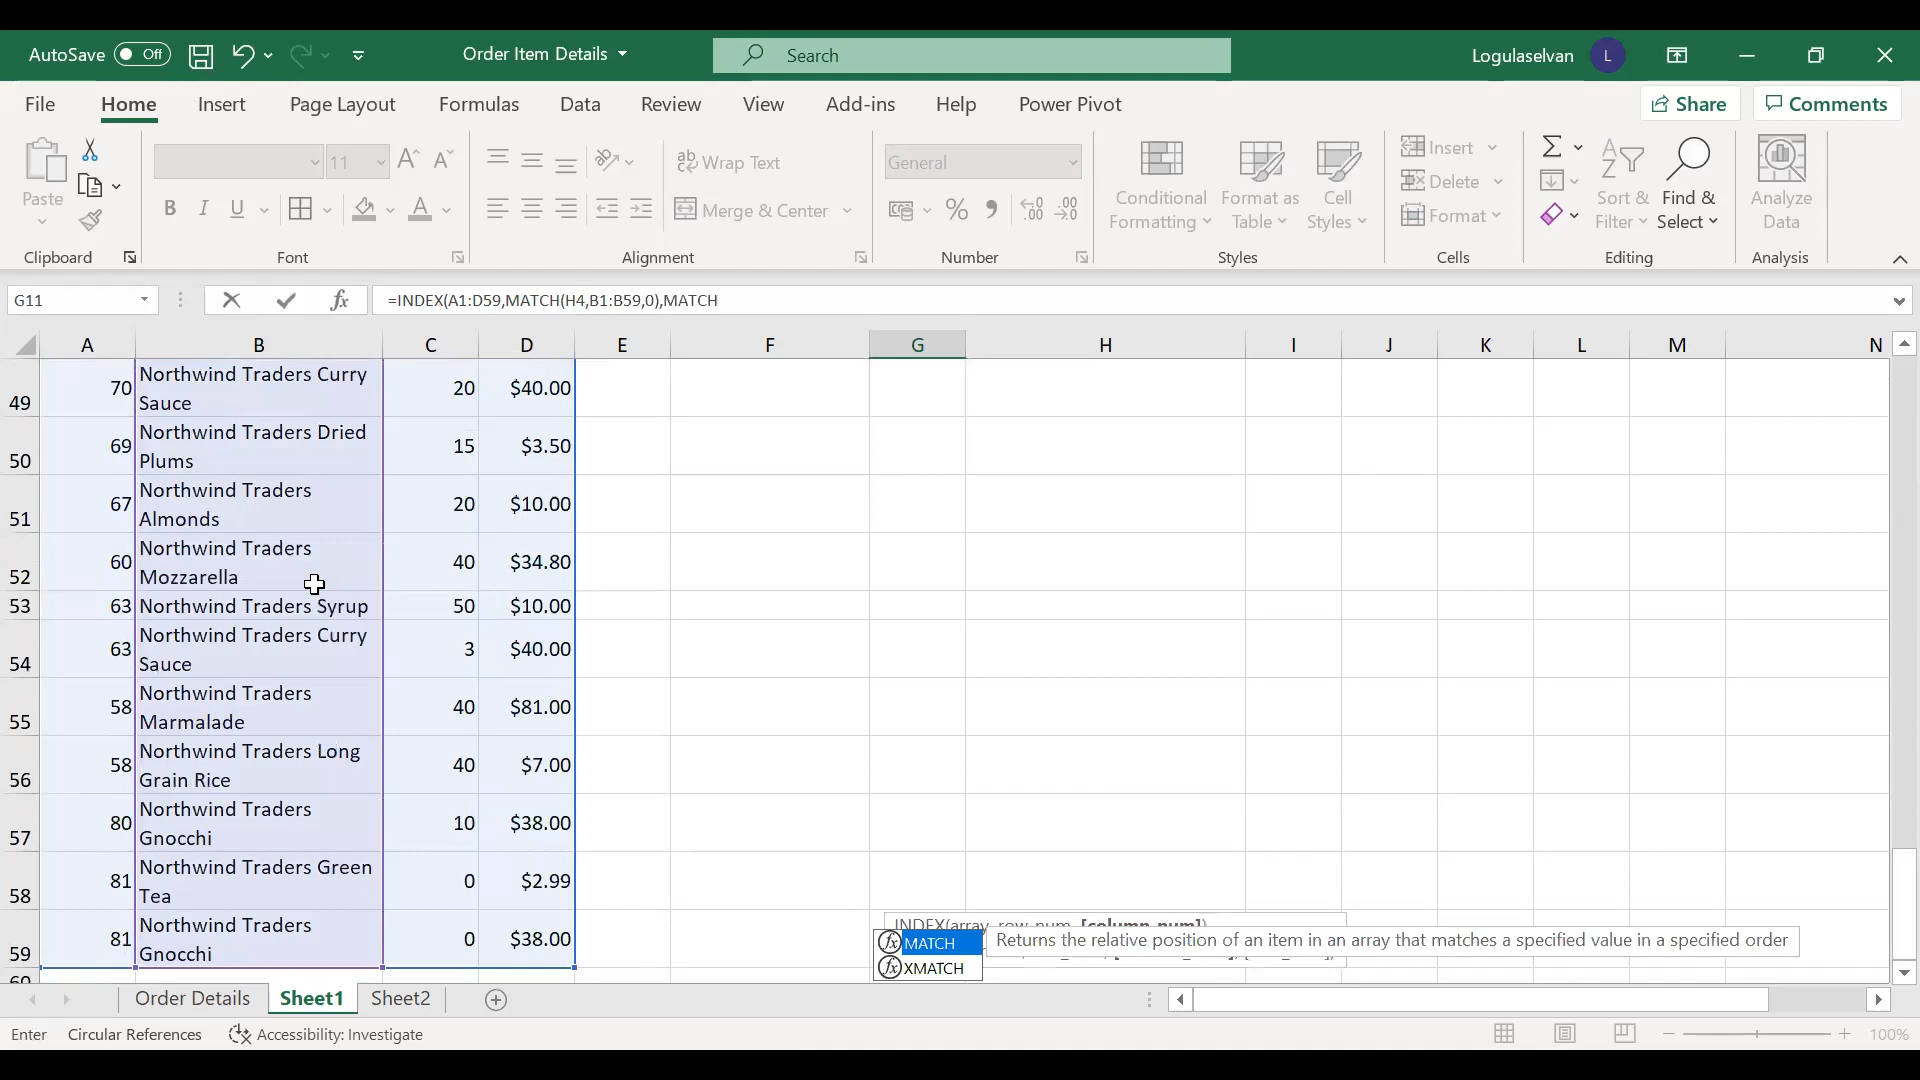 AutoSave Off Order Item Details Search Logulaselvan L
File Home Insert Page Layout Formulas Data Review View Add-ins Help Power Pivot Share Comments
Paste
Clipboard
11
B I U A
Font
ab Wrap Text
Merge & Center
Alignment
General
% 9 .00 .00
Number
Conditional Formatting
Format as Table
Cell Styles
Styles
Insert
Delete
Format
Cells
Sort & Filter
Find & Select
Editing
Analyze Data
Analysis
G11 fx =INDEX(A1:D59,MATCH(H4,B1:B59,0),MATCH
A B C D E F G H I J K L M N
49 70 Northwind Traders Curry 20 $40.00
Sauce
50 69 Northwind Traders Dried 15 $3.50
Plums
51 67 Northwind Traders 20 $10.00
Almonds
52 60 Northwind Traders 40 $34.80
Mozzarella
53 63 Northwind Traders Syrup 50 $10.00
54 63 Northwind Traders Curry 3 $40.00
Sauce
55 58 Northwind Traders 40 $81.00
Marmalade
56 58 Northwind Traders Long 40 $7.00
Grain Rice
57 80 Northwind Traders 10 $38.00
Gnocchi
58 81 Northwind Traders Green 0 $2.99
Tea
59 81 Northwind Traders 0 $38.00
Gnocchi
INDEX(array, row_num, [column_num])
fx MATCH Returns the relative position of an item in an array that matches a specified value in a specified order
fx XMATCH
Order Details Sheet1 Sheet2
Enter Circular References Accessibility: Investigate 100%